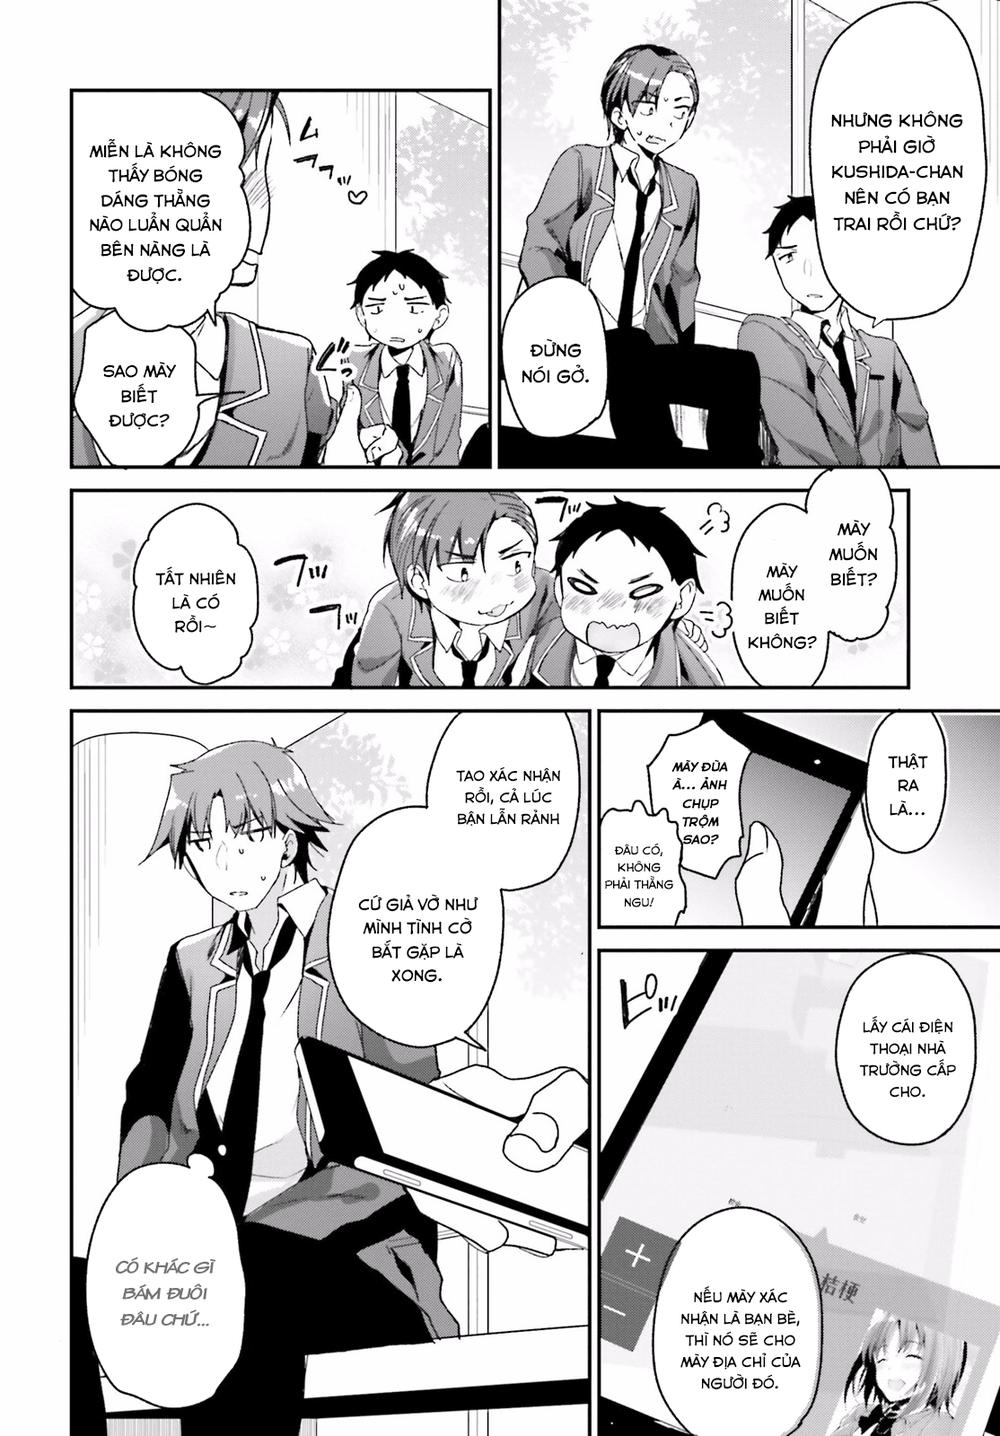 NHƯNG KHÔNG
PHẢI GIỜ
KUSHIDA-CHAN
NÊN CÓ BẠN
TRAI RỒI CHỨ?
ĐỪNG
NÓI GỞ.
MIỄN LÀ KHÔNG
THẤY BÓNG
DÁNG THẰNG
NÀO LUẨN QUẨN
BÊN NÀNG LÀ
ĐƯỢC.
SAO MÀY
BIẾT
ĐƯỢC?
MÀY
MUỐN
BIẾT?
MÀY
MUỐN
BIẾT
KHÔNG?
TẤT NHIÊN
LÀ CÓ
RỒI~
THẬT
RA
LÀ...
MÀY ĐÙA
À... ẢNH
CHỤP
TRỘM
SAO?
ĐÂU CÓ,
KHÔNG
PHẢI THẰNG
NGU!
LẤY CÁI ĐIỆN
THOẠI NHÀ
TRƯỜNG CẤP
CHO.
ピッ
桔梗
NẾU MÀY XÁC
NHẬN LÀ BẠN BÈ,
THÌ NÓ SẼ CHO
MÀY ĐỊA CHỈ CỦA
NGƯỜI ĐÓ.
TAO XÁC NHẬN
RỒI, CẢ LÚC
BẬN LẪN RẢNH
CỨ GIẢ VỜ NHƯ
MÌNH TÌNH CỜ
BẮT GẶP LÀ
XONG.
CÓ KHÁC GÌ
BÁM ĐUÔI
ĐÂU CHỨ...